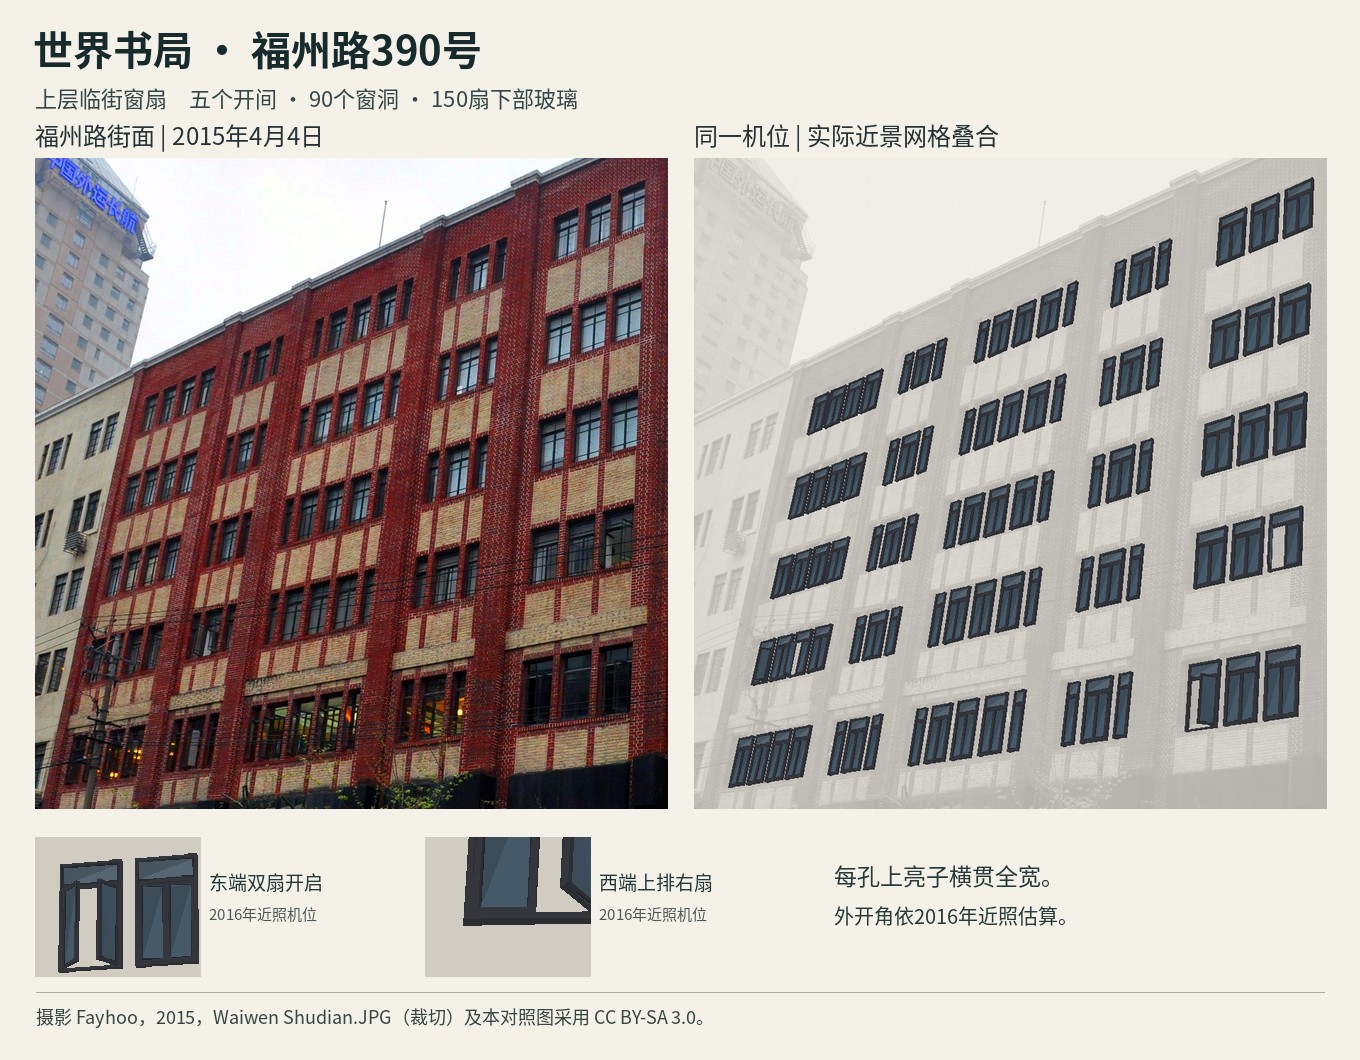 世界书局 · 福州路390号
上层临街窗扇 五个开间 · 90个窗洞 · 150扇下部玻璃
福州路街面 | 2015年4月4日
同一机位 | 实际近景网格叠合
中国外运长航
东端双扇开启
2016年近照机位
西端上排右扇
2016年近照机位
每孔上亮子横贯全宽。
外开角依2016年近照估算。
摄影 Fayhoo，2015，Waiwen Shudian.JPG（裁切）及本对照图采用 CC BY-SA 3.0。